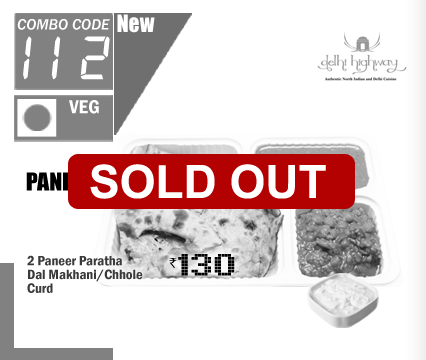 COMBO CODE
112
New
VEG
delhi highway
Authentic North Indian and Delhi Cuisine
SOLD OUT
2 Paneer Paratha
Dal Makhani/Chhole
Curd
₹130